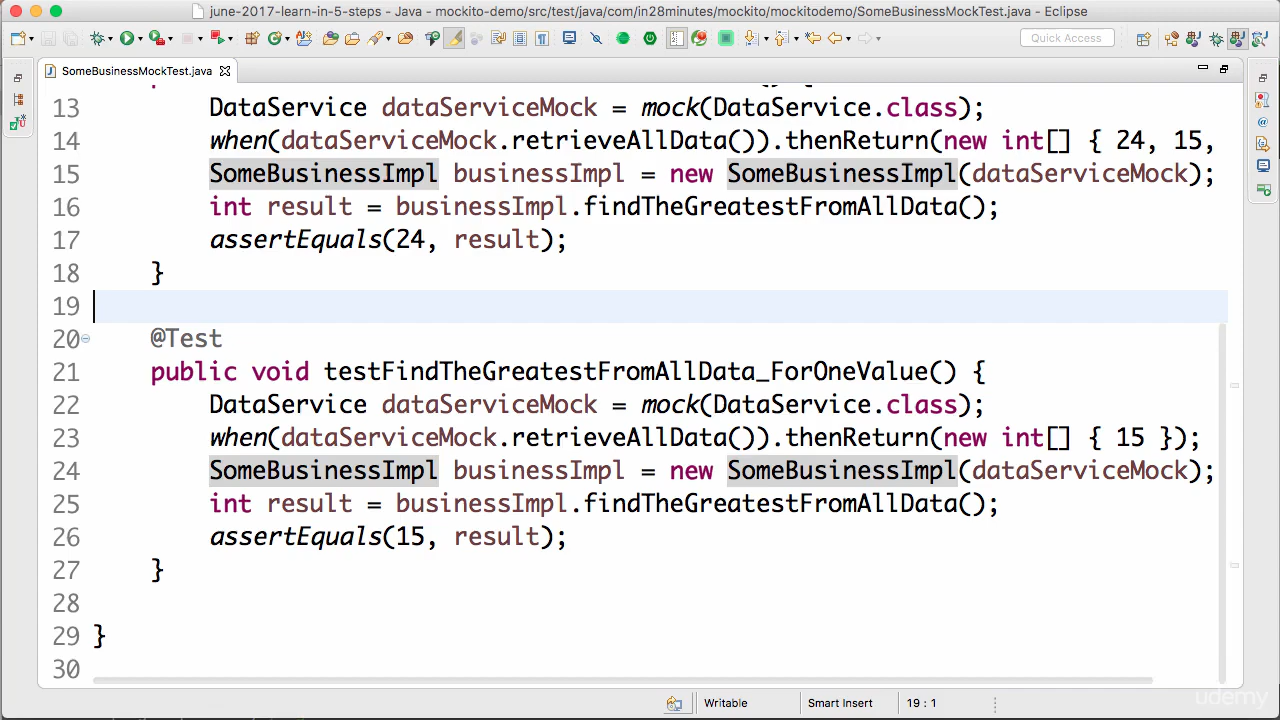 june-2017-learn-in-5-steps - Java - mockito-demo/src/test/java/com/in28minutes/mockito/mockitodemo/SomeBusinessMockTest.java - Eclipse
Quick Access
SomeBusinessMockTest.java
13 DataService dataServiceMock = mock(DataService.class);
14 when(dataServiceMock.retrieveAllData()).thenReturn(new int[] { 24, 15,
15 SomeBusinessImpl businessImpl = new SomeBusinessImpl(dataServiceMock);
16 int result = businessImpl.findTheGreatestFromAllData();
17 assertEquals(24, result);
18 }
19
20 @Test
21 public void testFindTheGreatestFromAllData_ForOneValue() {
22 DataService dataServiceMock = mock(DataService.class);
23 when(dataServiceMock.retrieveAllData()).thenReturn(new int[] { 15 });
24 SomeBusinessImpl businessImpl = new SomeBusinessImpl(dataServiceMock);
25 int result = businessImpl.findTheGreatestFromAllData();
26 assertEquals(15, result);
27 }
28
29 }
30
Writable Smart Insert 19 : 1
udemy